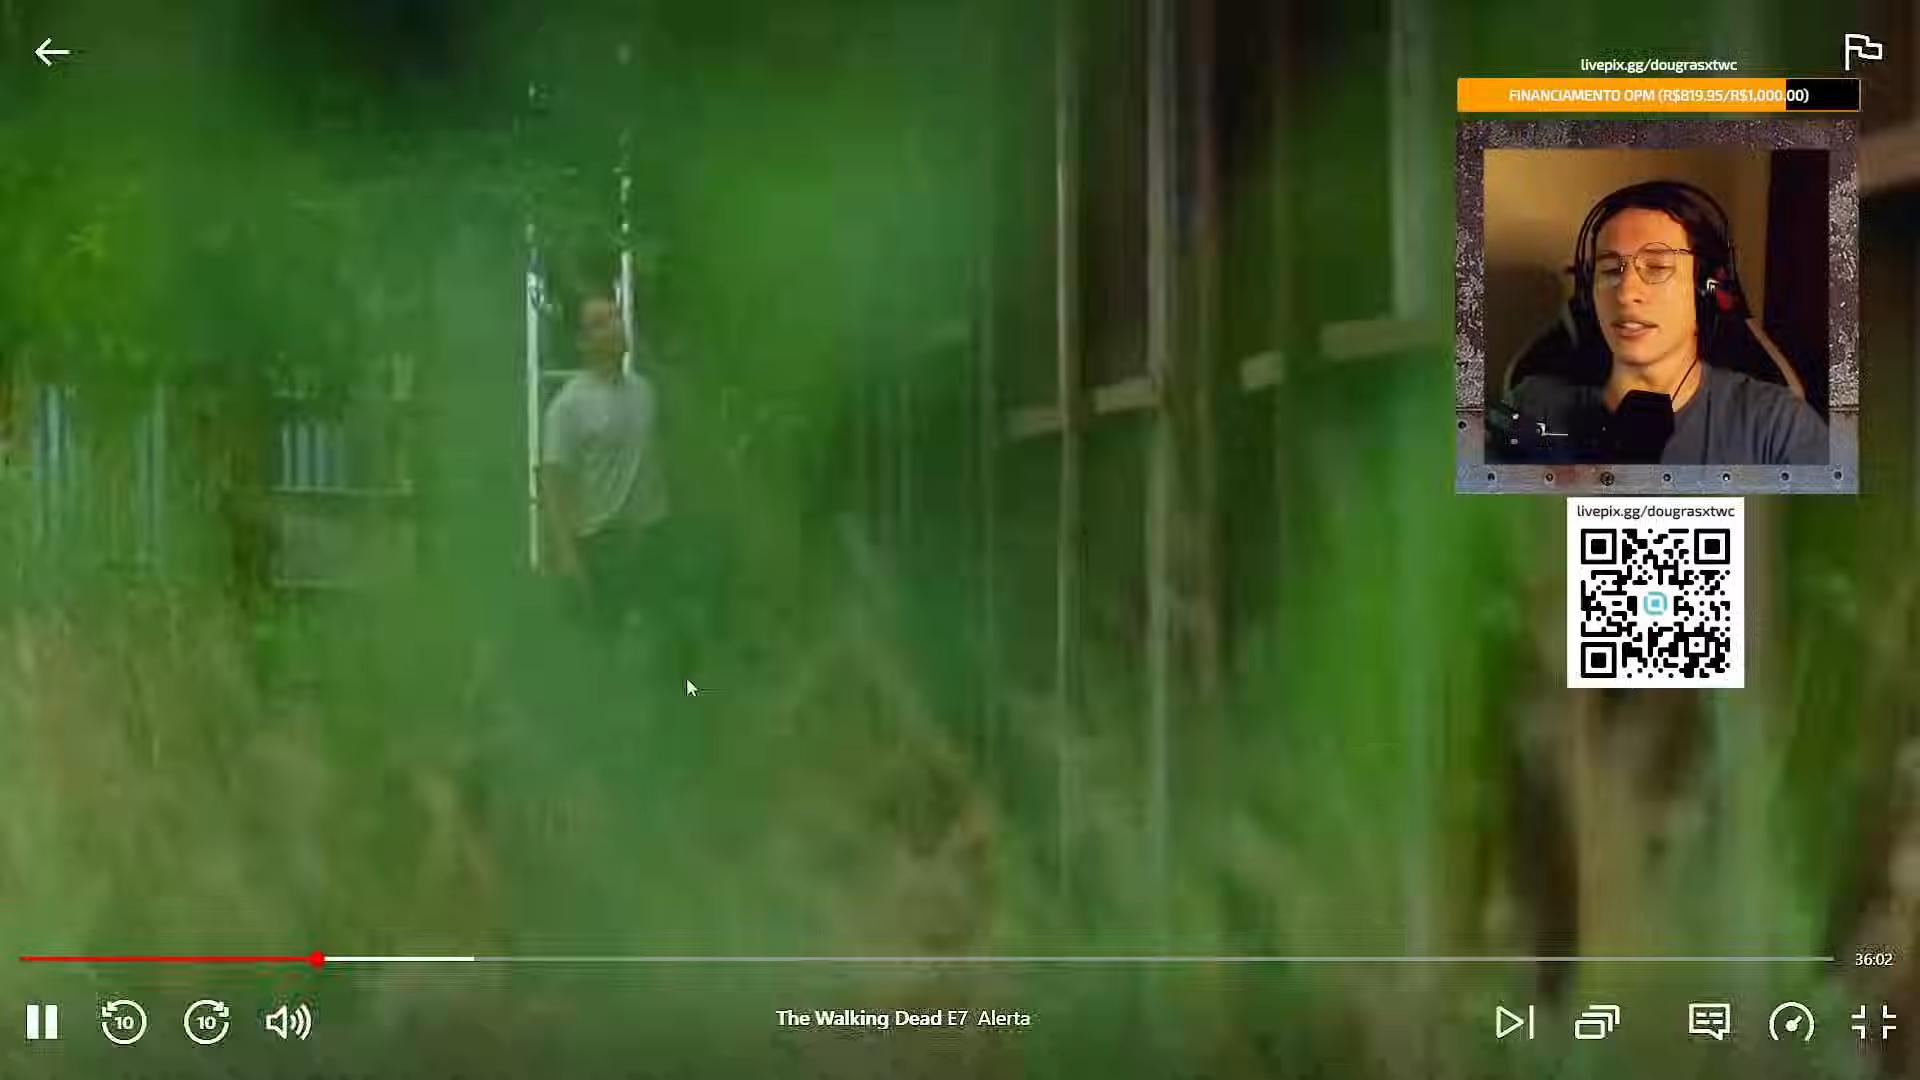 livepix.gg/dougrasxtwc
FINANCIAMENTO OPM (R$819.95/R$1,000.00)
livepix.gg/dougrasxtwc
36:02
10
10
The Walking Dead E7 Alerta